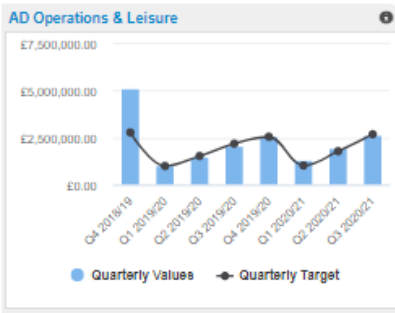 AD Operations & Leisure
£7,500,000.00
£5,000,000.00
£2,500,000.00
£0.00
Q4 2018/19
Q1 2019/20
Q2 2019/20
Q3 2019/20
Q4 2019/20
Q1 2020/21
Q2 2020/21
Q3 2020/21
Quarterly Values Quarterly Target